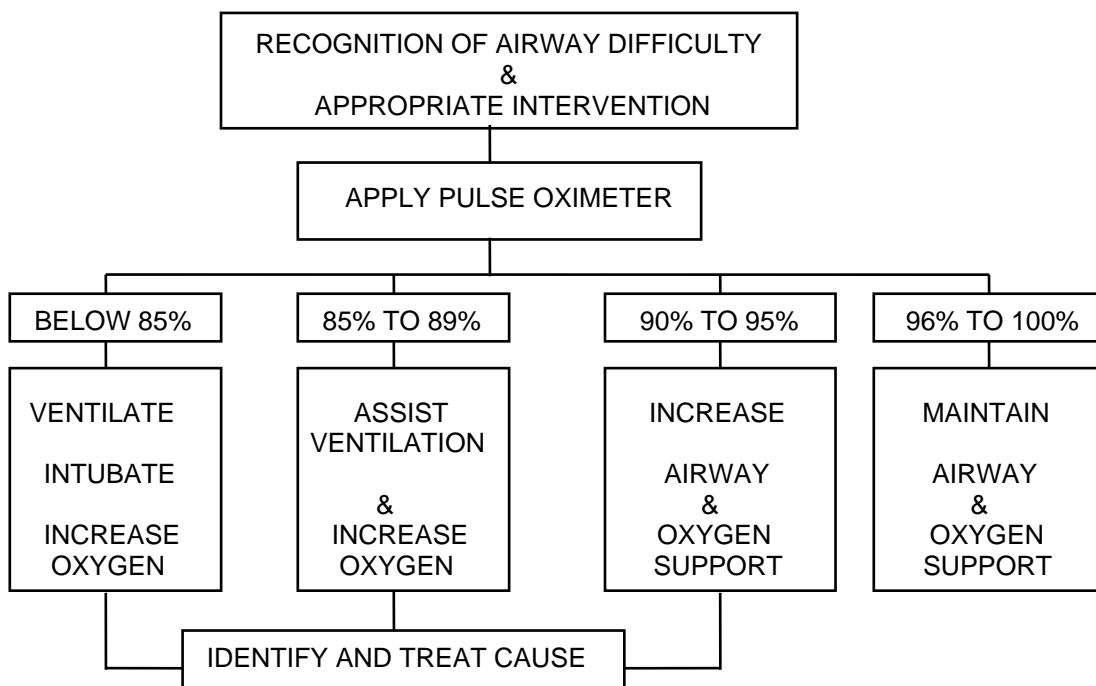 RECOGNITION OF AIRWAY DIFFICULTY
&
APPROPRIATE INTERVENTION
APPLY PULSE OXIMETER
BELOW 85%
85% TO 89%
90% TO 95%
96% TO 100%
VENTILATE
INTUBATE
INCREASE
OXYGEN
ASSIST
VENTILATION
&
INCREASE
OXYGEN
INCREASE
AIRWAY
&
OXYGEN
SUPPORT
MAINTAIN
AIRWAY
&
OXYGEN
SUPPORT
IDENTIFY AND TREAT CAUSE